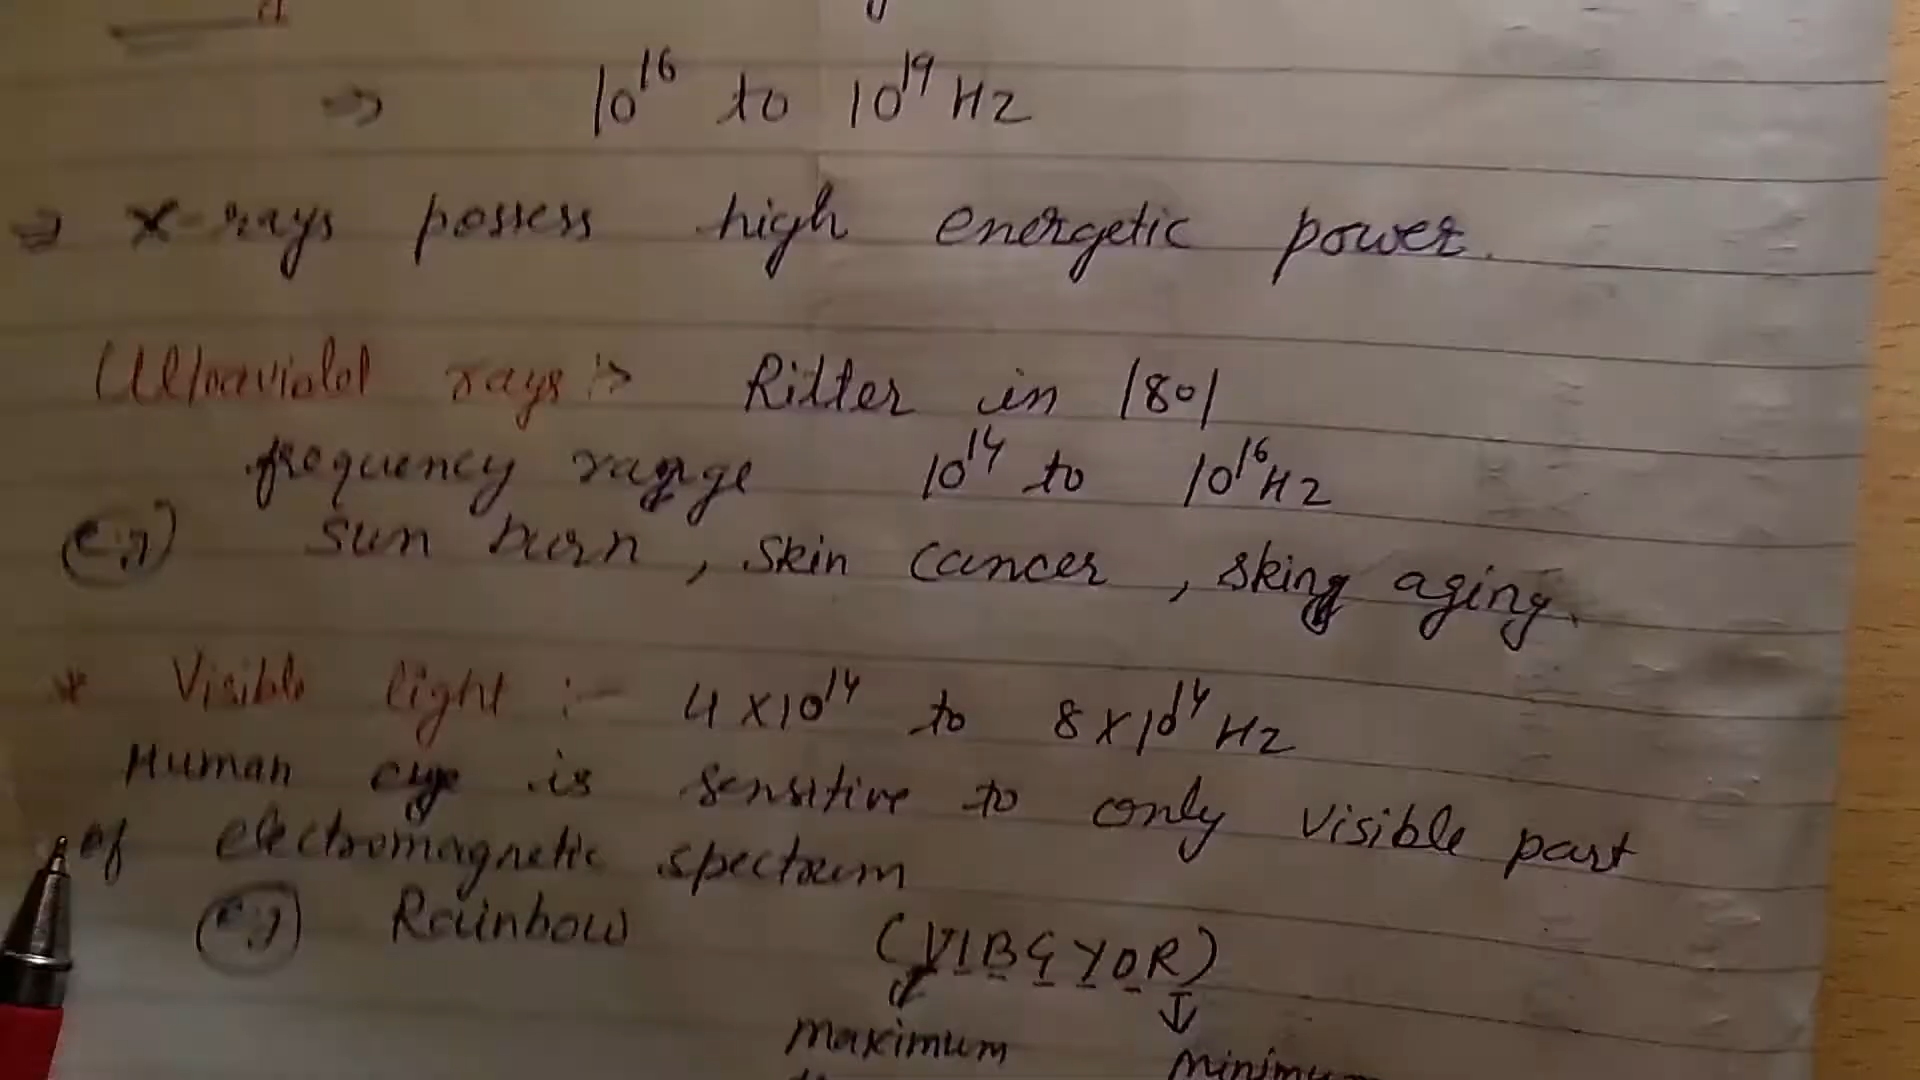 ⇒ 10^16 to 10^19 Hz
⇒ X-rays possess high energetic power.
Ultraviolet rays :-> Ritter in 1801
frequency range 10^14 to 10^16 Hz
e.g) Sun burn, Skin cancer, sking aging.
* Visible light :- 4 x 10^14 to 8 x 10^14 Hz
Human eye is sensitive to only visible part
of electromagnetic spectrum
e.g) Rainbow (VIBGYOR)
↓ ↓
maximum